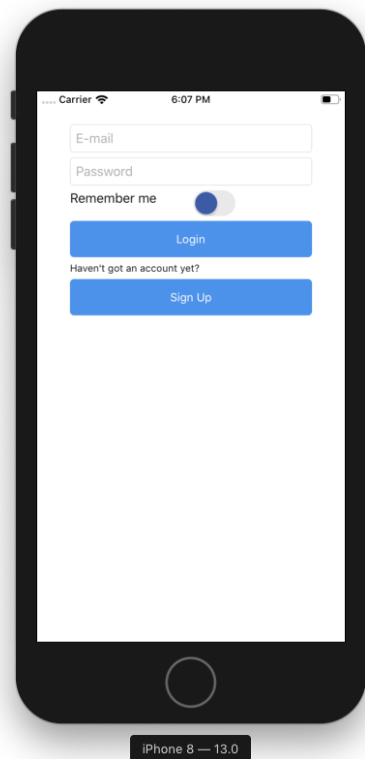 Carrier 6:07 PM
E-mail
Password
Remember me
Login
Haven't got an account yet?
Sign Up
iPhone 8 — 13.0